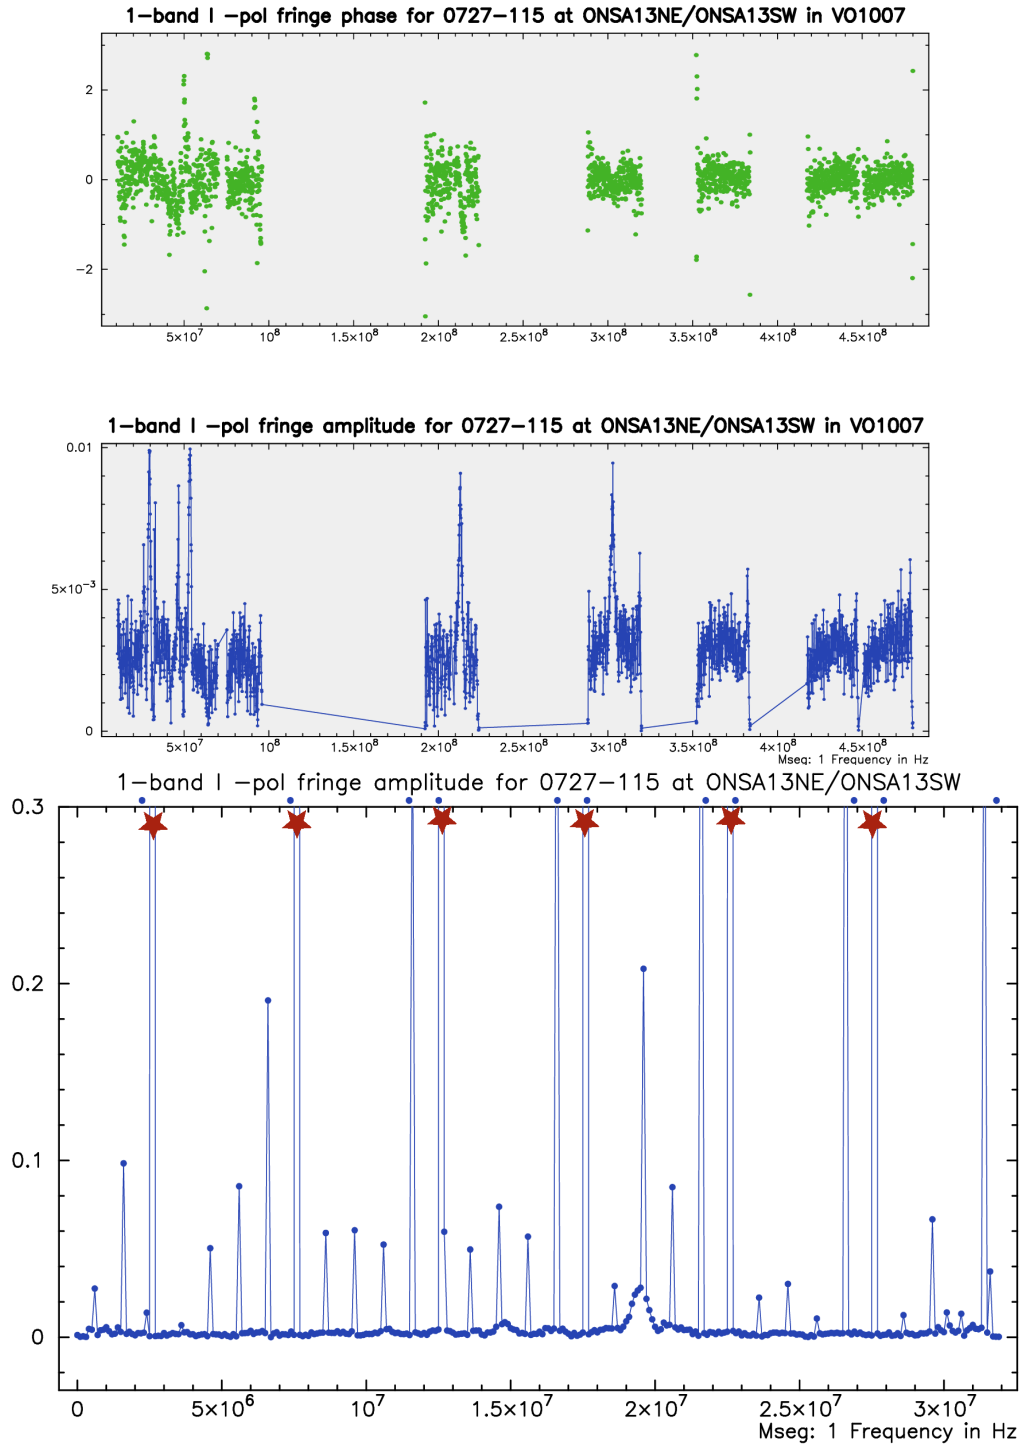 1-band I -pol fringe phase for 0727-115 at ONSA13NE/ONSA13SW in VO1007
2
0
-2
5×10⁷ 10⁸ 1.5×10⁸ 2×10⁸ 2.5×10⁸ 3×10⁸ 3.5×10⁸ 4×10⁸ 4.5×10⁸
1-band I -pol fringe amplitude for 0727-115 at ONSA13NE/ONSA13SW in VO1007
0.01
5×10⁻³
0
5×10⁷ 10⁸ 1.5×10⁸ 2×10⁸ 2.5×10⁸ 3×10⁸ 3.5×10⁸ 4×10⁸ 4.5×10⁸
Mseg: 1 Frequency in Hz
1-band I -pol fringe amplitude for 0727-115 at ONSA13NE/ONSA13SW
0.3
0.2
0.1
0
0 5×10⁶ 10⁷ 1.5×10⁷ 2×10⁷ 2.5×10⁷ 3×10⁷
Mseg: 1 Frequency in Hz